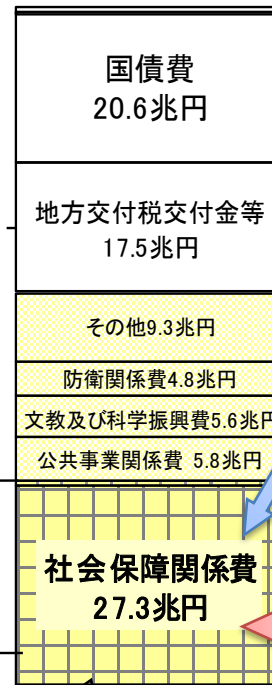 国債費
20.6兆円
地方交付税交付金等
17.5兆円
その他9.3兆円
防衛関係費4.8兆円
文教及び科学振興費5.6兆円
公共事業関係費 5.8兆円
社会保障関係費
27.3兆円